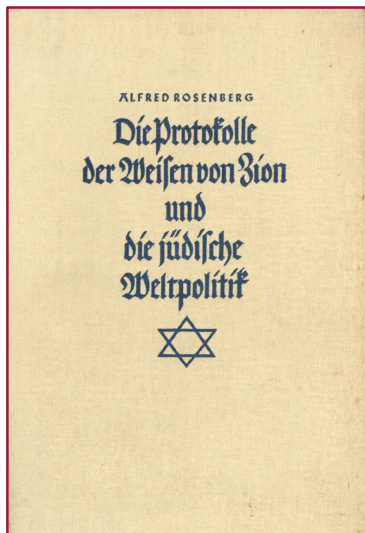 ALFRED ROSENBERG
Die Protokolle
der Weisen von Zion
und
die jüdische
Weltpolitik